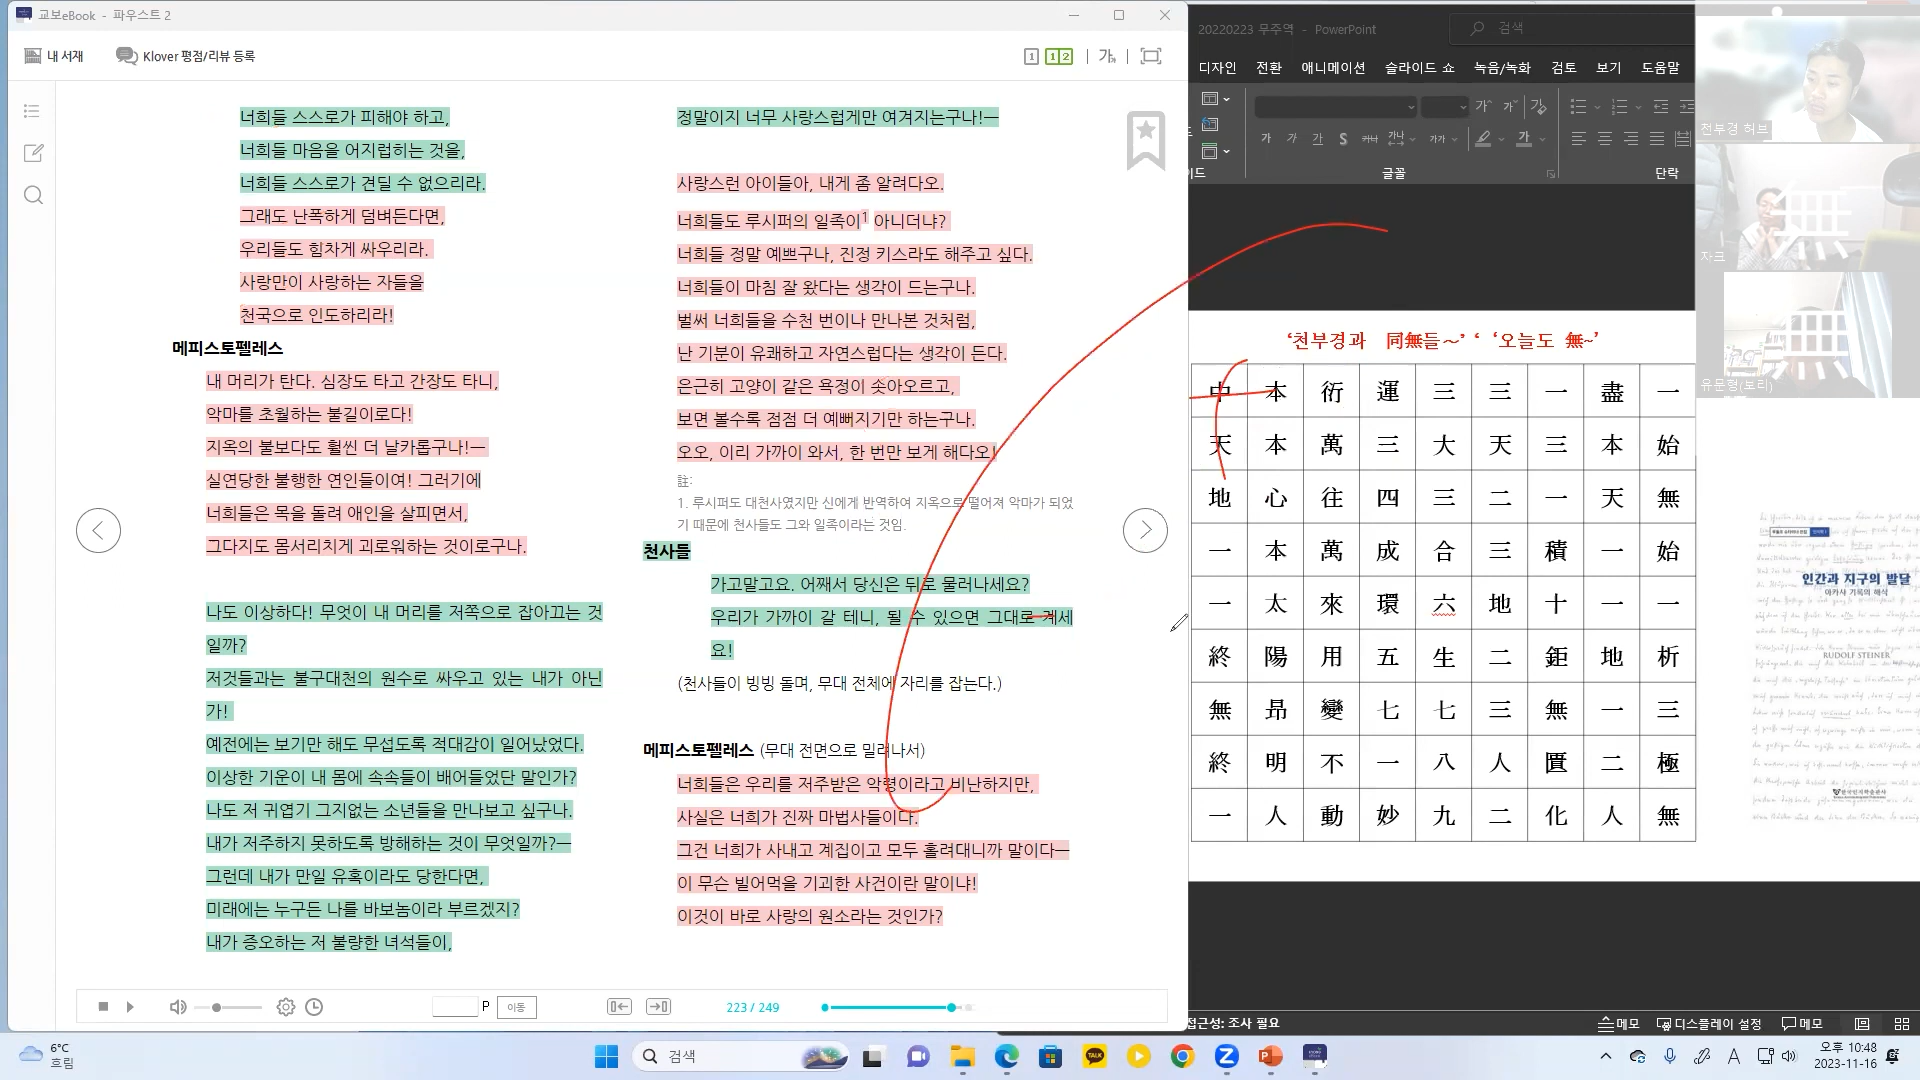 교보eBook - 파우스트 2
내 서재
Klover 평점/리뷰 등록
너희들 스스로가 피해야 하고,
너희들 마음을 어지럽히는 것을,
너희들 스스로가 견딜 수 없으리라.
그래도 난폭하게 덤벼든다면,
우리들도 힘차게 싸우리라.
사랑만이 사랑하는 자들을
천국으로 인도하리라!
메피스토펠레스
내 머리가 탄다. 심장도 타고 간장도 타니,
악마를 초월하는 불길이로다!
지옥의 불보다도 훨씬 더 날카롭구나!―
실연당한 불행한 연인들이여! 그러기에
너희들은 목을 돌려 애인을 살피면서,
그다지도 몸서리치게 괴로워하는 것이로구나.
나도 이상하다! 무엇이 내 머리를 저쪽으로 잡아끄는 것
일까?
저것들과는 불구대천의 원수로 싸우고 있는 내가 아닌
가!
예전에는 보기만 해도 무섭도록 적대감이 일어났었다.
이상한 기운이 내 몸에 속속들이 배어들었단 말인가?
나도 저 귀엽기 그지없는 소년들을 만나보고 싶구나.
내가 저주하지 못하도록 방해하는 것이 무엇일까?―
그런데 내가 만일 유혹이라도 당한다면,
미래에는 누구든 나를 바보놈이라 부르겠지?
내가 증오하는 저 불량한 녀석들이,
정말이지 너무 사랑스럽게만 여겨지는구나!―
사랑스런 아이들아, 내게 좀 알려다오.
너희들도 루시퍼의 일족이1 아니더냐?
너희들 정말 예쁘구나, 진정 키스라도 해주고 싶다.
너희들이 마침 잘 왔다는 생각이 드는구나.
벌써 너희들을 수천 번이나 만나본 것처럼,
난 기분이 유쾌하고 자연스럽다는 생각이 든다.
은근히 고양이 같은 욕정이 솟아오르고,
보면 볼수록 점점 더 예뻐지기만 하는구나.
오오, 이리 가까이 와서, 한 번만 보게 해다오!
註:
1. 루시퍼도 대천사였지만 신에게 반역하여 지옥으로 떨어져 악마가 되었
기 때문에 천사들도 그와 일족이라는 것임.
천사들
가고말고요. 어째서 당신은 뒤로 물러나세요?
우리가 가까이 갈 테니, 될 수 있으면 그대로 계세
요!
(천사들이 빙빙 돌며, 무대 전체에 자리를 잡는다.)
메피스토펠레스 (무대 전면으로 밀려나서)
너희들은 우리를 저주받은 악령이라고 비난하지만,
사실은 너희가 진짜 마법사들이다.
그건 너희가 사내고 계집이고 모두 홀려대니까 말이다―
이 무슨 빌어먹을 기괴한 사건이란 말이냐!
이것이 바로 사랑의 원소라는 것인가?
P 이동
223 / 249
20220223 무주역 - PowerPoint
검색
디자인 전환 애니메이션 슬라이드 쇼 녹음/녹화 검토 보기 도움말
글꼴
단락
천부경 허브
자크
유문형(보리)
‘천부경과 同無들～’ ‘ ‘오늘도 無~’
中 本 衍 運 三 三 一 盡 一
天 本 萬 三 大 天 三 本 始
地 心 往 四 三 二 一 天 無
一 本 萬 成 合 三 積 一 始
一 太 來 環 六 地 十 一 一
終 陽 用 五 生 二 鉅 地 析
無 昻 變 七 七 三 無 一 三
終 明 不 一 八 人 匱 二 極
一 人 動 妙 九 二 化 人 無
인간과 지구의 발달
아카샤 기록의 해석
RUDOLF STEINER
접근성: 조사 필요
메모 디스플레이 설정 메모
6°C
흐림
검색
TALK
A
오후 10:48
2023-11-16